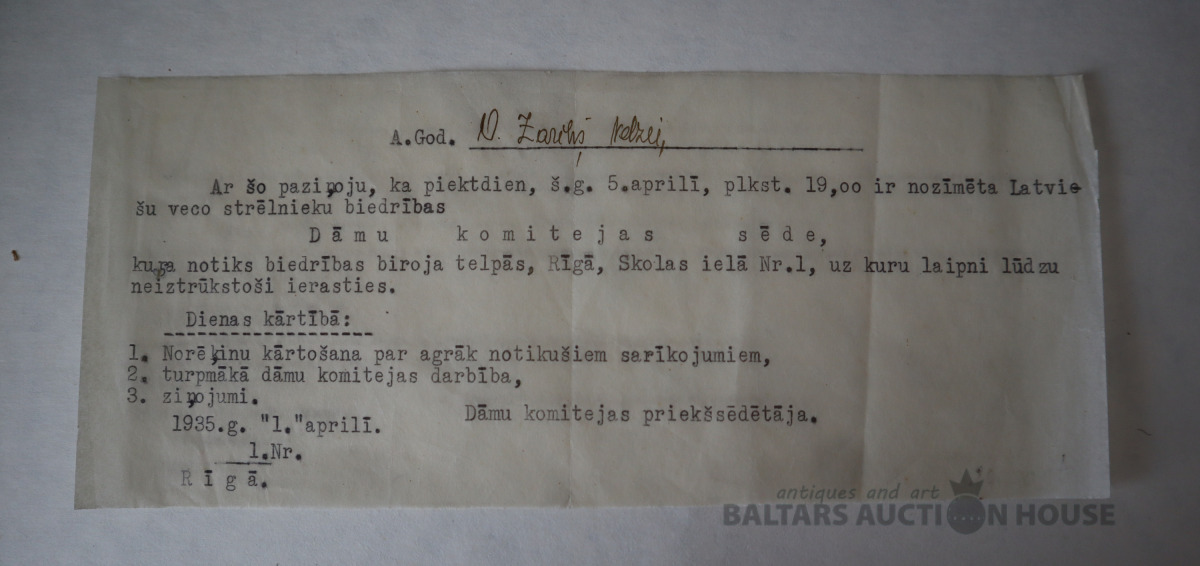 A.God. N. Zariņš kdzei,
Ar šo paziņoju, ka piektdien, š.g. 5.aprilī, plkst. 19,oo ir nozīmēta Latvie-
šu veco strēlnieku biedrības
Dāmu komitejas sēde,
kuŗa notiks biedrības biroja telpās, Rīgā, Skolas ielā Nr.1, uz kuru laipni lūdzu
neiztrūkstoši ierasties.
Dienas kārtībā:
1. Norēķinu kārtošana par agrāk notikušiem sarīkojumiem,
2. turpmākā dāmu komitejas darbība,
3. ziņojumi.
Dāmu komitejas priekšsēdētāja.
1935.g. "1."aprilī.
1.Nr.
Rīgā.
antiques and art
BALTARS AUCTION HOUSE